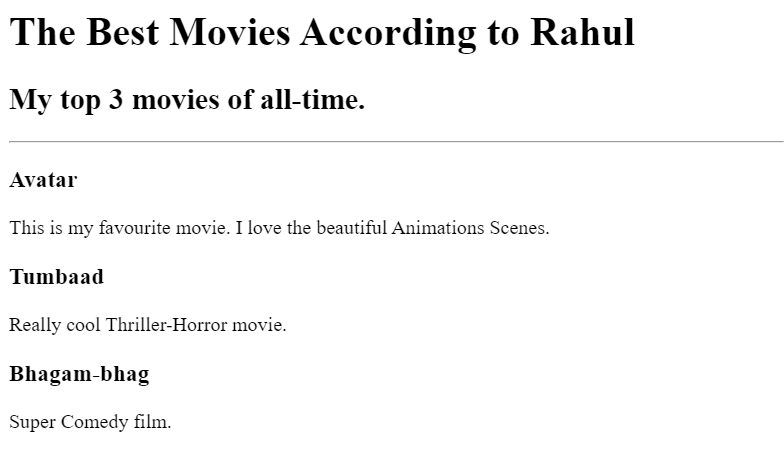 The Best Movies According to Rahul
My top 3 movies of all-time.
Avatar
This is my favourite movie. I love the beautiful Animations Scenes.
Tumbaad
Really cool Thriller-Horror movie.
Bhagam-bhag
Super Comedy film.